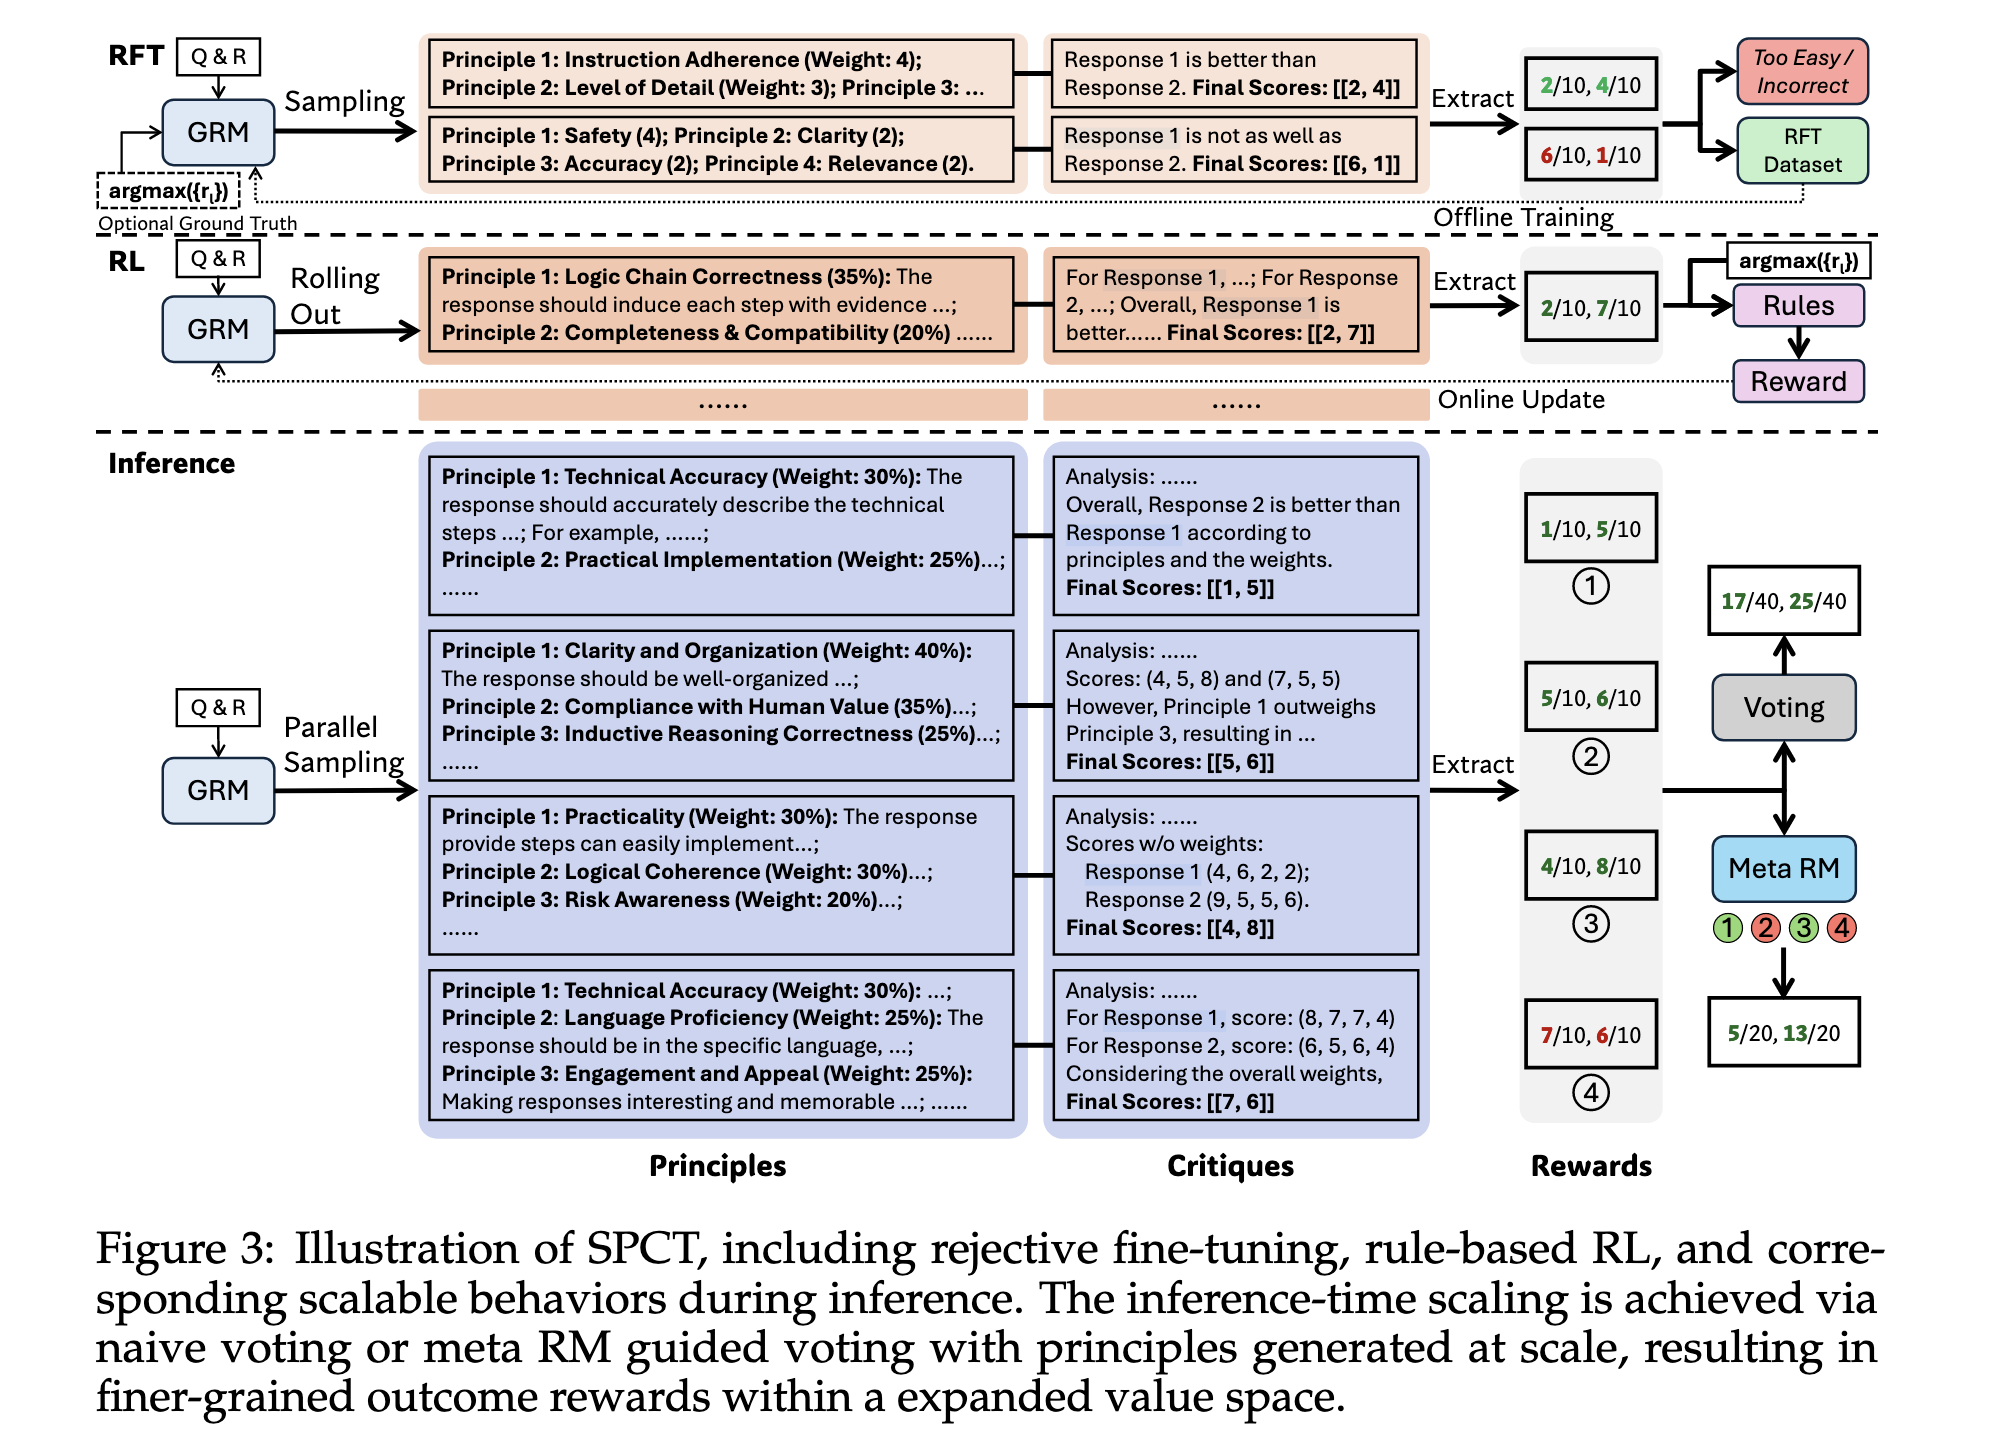 RFT
Q & R
GRM
argmax({rᵢ})
Optional Ground Truth
Sampling
Principle 1: Instruction Adherence (Weight: 4);
Principle 2: Level of Detail (Weight: 3); Principle 3: ...
Principle 1: Safety (4); Principle 2: Clarity (2);
Principle 3: Accuracy (2); Principle 4: Relevance (2).
Response 1 is better than
Response 2. Final Scores: [[2, 4]]
Response 1 is not as well as
Response 2. Final Scores: [[6, 1]]
Extract
2/10, 4/10
6/10, 1/10
Too Easy /
Incorrect
RFT
Dataset
Offline Training
RL
Q & R
GRM
Rolling
Out
Principle 1: Logic Chain Correctness (35%): The
response should induce each step with evidence ...;
Principle 2: Completeness & Compatibility (20%) ......
For Response 1, ...; For Response
2, ...; Overall, Response 1 is
better...... Final Scores: [[2, 7]]
Extract
2/10, 7/10
argmax({rᵢ})
Rules
Reward
Online Update
......
......
Inference
Q & R
GRM
Parallel
Sampling
Principle 1: Technical Accuracy (Weight: 30%): The
response should accurately describe the technical
steps ...; For example, ......;
Principle 2: Practical Implementation (Weight: 25%)...;
......
Analysis: ......
Overall, Response 2 is better than
Response 1 according to
principles and the weights.
Final Scores: [[1, 5]]
Principle 1: Clarity and Organization (Weight: 40%):
The response should be well-organized ...;
Principle 2: Compliance with Human Value (35%)...;
Principle 3: Inductive Reasoning Correctness (25%)...;
......
Analysis: ......
Scores: (4, 5, 8) and (7, 5, 5)
However, Principle 1 outweighs
Principle 3, resulting in ...
Final Scores: [[5, 6]]
Principle 1: Practicality (Weight: 30%): The response
provide steps can easily implement...;
Principle 2: Logical Coherence (Weight: 30%)...;
Principle 3: Risk Awareness (Weight: 20%)...;
......
Analysis: ......
Scores w/o weights:
Response 1 (4, 6, 2, 2);
Response 2 (9, 5, 5, 6).
Final Scores: [[4, 8]]
Principle 1: Technical Accuracy (Weight: 30%): ...;
Principle 2: Language Proficiency (Weight: 25%): The
response should be in the specific language, ...;
Principle 3: Engagement and Appeal (Weight: 25%):
Making responses interesting and memorable ...; ......
Analysis: ......
For Response 1, score: (8, 7, 7, 4)
For Response 2, score: (6, 5, 6, 4)
Considering the overall weights,
Final Scores: [[7, 6]]
Extract
1/10, 5/10
1
5/10, 6/10
2
4/10, 8/10
3
7/10, 6/10
4
17/40, 25/40
Voting
Meta RM
1 2 3 4
5/20, 13/20
Principles
Critiques
Rewards
Figure 3: Illustration of SPCT, including rejective fine-tuning, rule-based RL, and corre-
sponding scalable behaviors during inference. The inference-time scaling is achieved via
naive voting or meta RM guided voting with principles generated at scale, resulting in
finer-grained outcome rewards within a expanded value space.